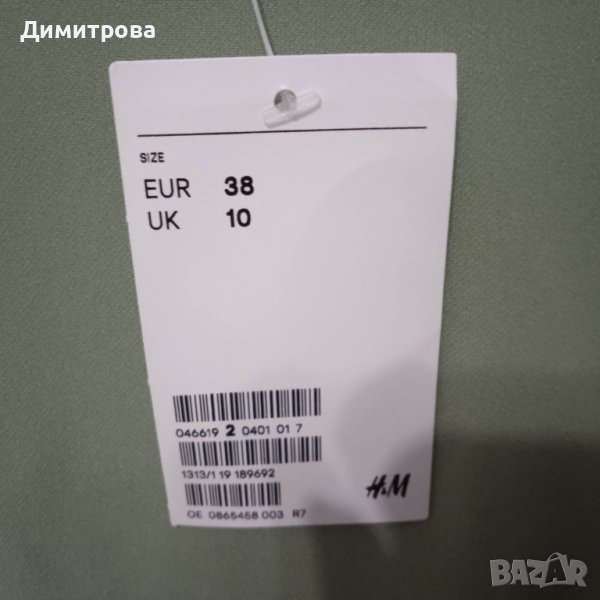 Димитрова
SIZE
EUR 38
UK 10
046619 2 0401 01 7
1313/1 19 189692
OE 0865458 003 R7
H&M
BAZAR